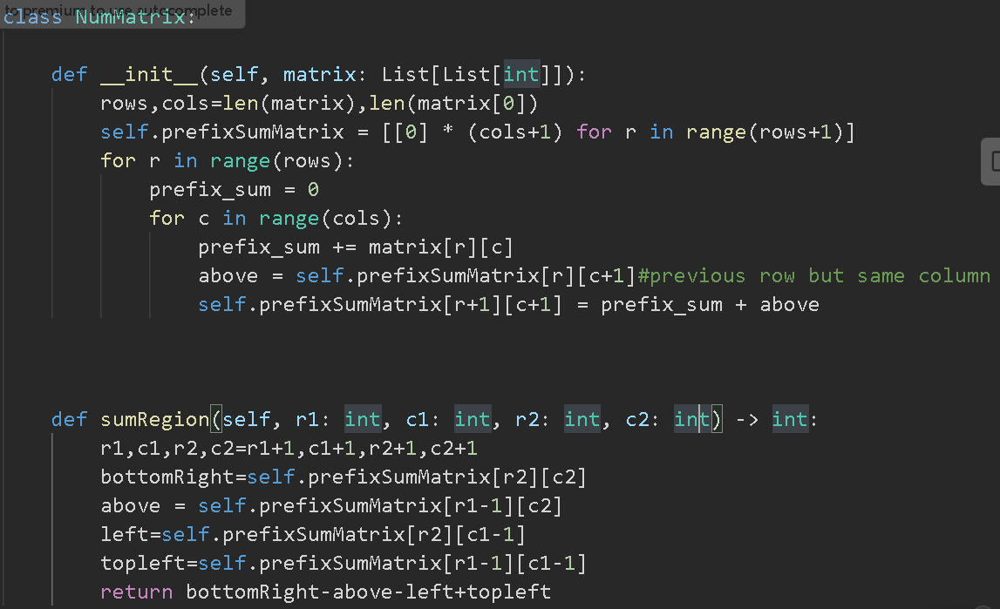 to premium to use autocomplete
class NumMatrix:
def __init__(self, matrix: List[List[int]]):
rows,cols=len(matrix),len(matrix[0])
self.prefixSumMatrix = [[0] * (cols+1) for r in range(rows+1)]
for r in range(rows):
prefix_sum = 0
for c in range(cols):
prefix_sum += matrix[r][c]
above = self.prefixSumMatrix[r][c+1]#previous row but same column
self.prefixSumMatrix[r+1][c+1] = prefix_sum + above
def sumRegion(self, r1: int, c1: int, r2: int, c2: int) -> int:
r1,c1,r2,c2=r1+1,c1+1,r2+1,c2+1
bottomRight=self.prefixSumMatrix[r2][c2]
above = self.prefixSumMatrix[r1-1][c2]
left=self.prefixSumMatrix[r2][c1-1]
topleft=self.prefixSumMatrix[r1-1][c1-1]
return bottomRight-above-left+topleft